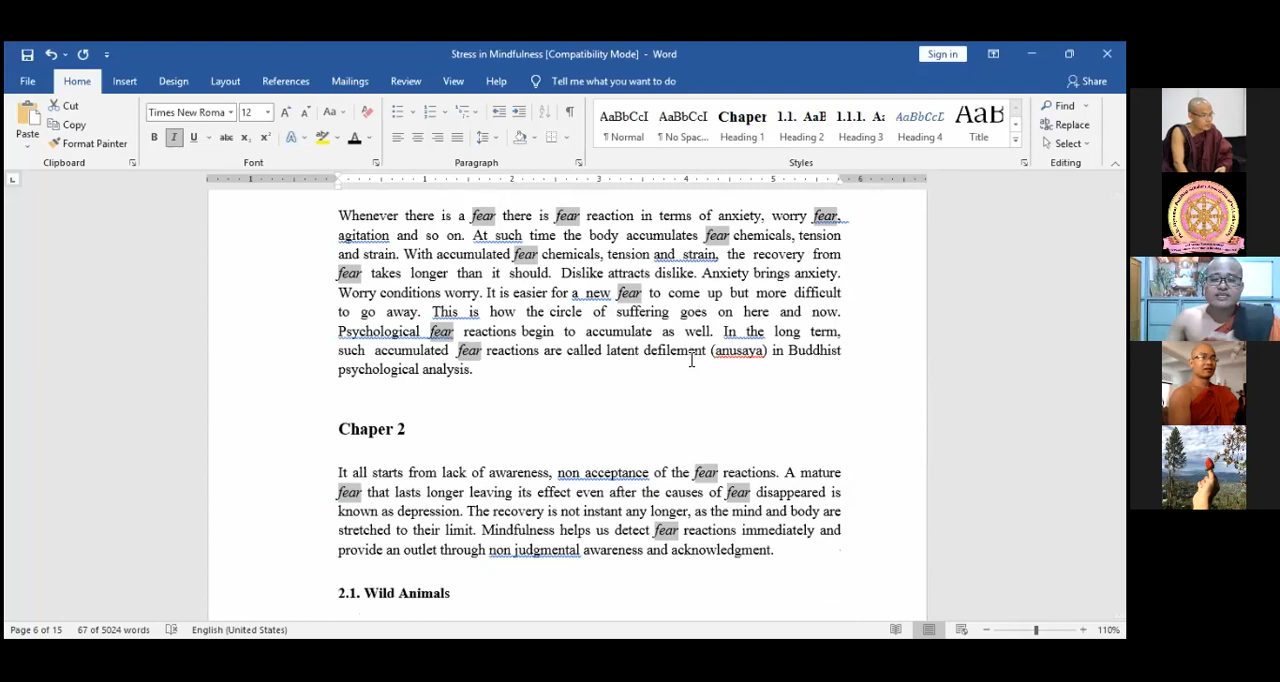 Stress in Mindfulness [Compatibility Mode] - Word
Sign in
File Home Insert Design Layout References Mailings Review View Help Tell me what you want to do Share
Paste
Cut
Copy
Format Painter
Clipboard
Times New Roma 12
Font
Paragraph
AaBbCcI AaBbCcI Chaper 1.1. AaB 1.1.1. A: AaBbCcD AaB
¶ Normal ¶ No Spac... Heading 1 Heading 2 Heading 3 Heading 4 Title
Styles
Find
Replace
Select
Editing
1 1 2 3 4 5 6
Whenever there is a fear there is fear reaction in terms of anxiety, worry fear,
agitation and so on. At such time the body accumulates fear chemicals, tension
and strain. With accumulated fear chemicals, tension and strain, the recovery from
fear takes longer than it should. Dislike attracts dislike. Anxiety brings anxiety.
Worry conditions worry. It is easier for a new fear to come up but more difficult
to go away. This is how the circle of suffering goes on here and now.
Psychological fear reactions begin to accumulate as well. In the long term,
such accumulated fear reactions are called latent defilement (anusaya) in Buddhist
psychological analysis.
Chaper 2
It all starts from lack of awareness, non acceptance of the fear reactions. A mature
fear that lasts longer leaving its effect even after the causes of fear disappeared is
known as depression. The recovery is not instant any longer, as the mind and body are
stretched to their limit. Mindfulness helps us detect fear reactions immediately and
provide an outlet through non judgmental awareness and acknowledgment.
2.1. Wild Animals
Page 6 of 15 67 of 5024 words English (United States) 110%